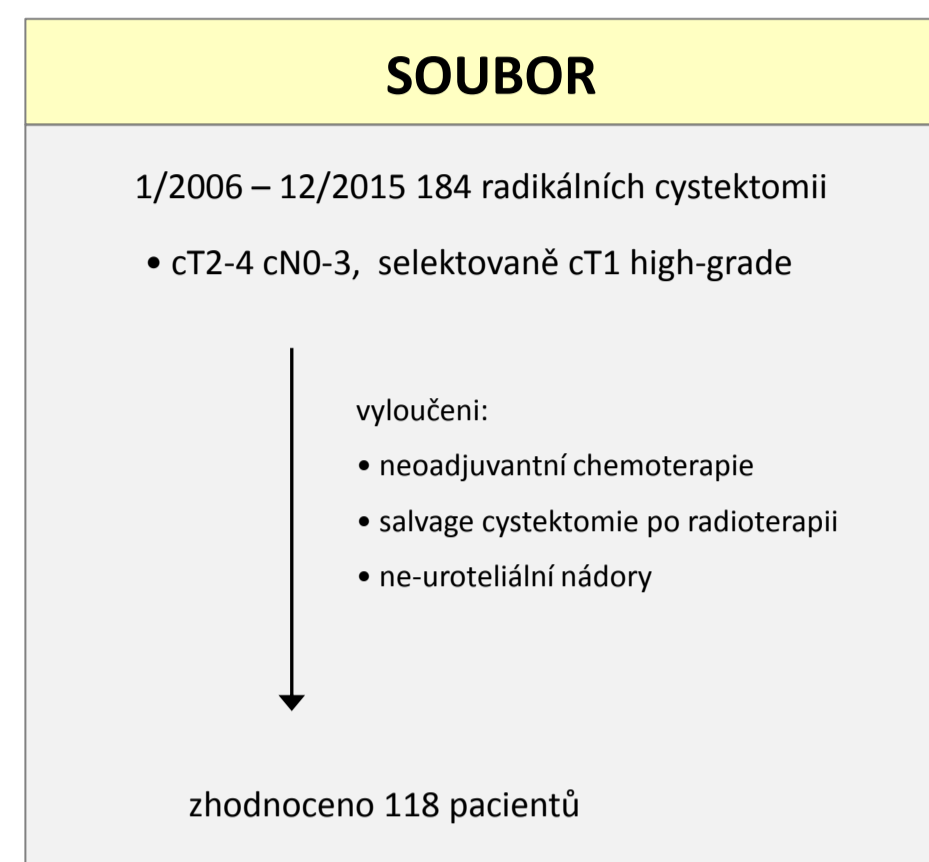 SOUBOR
1/2006 – 12/2015 184 radikálních cystektomii
• cT2-4 cN0-3, selektovaně cT1 high-grade
vyloučeni:
• neoadjuvantní chemoterapie
• salvage cystektomie po radioterapii
• ne-uroteliální nádory
zhodnoceno 118 pacientů